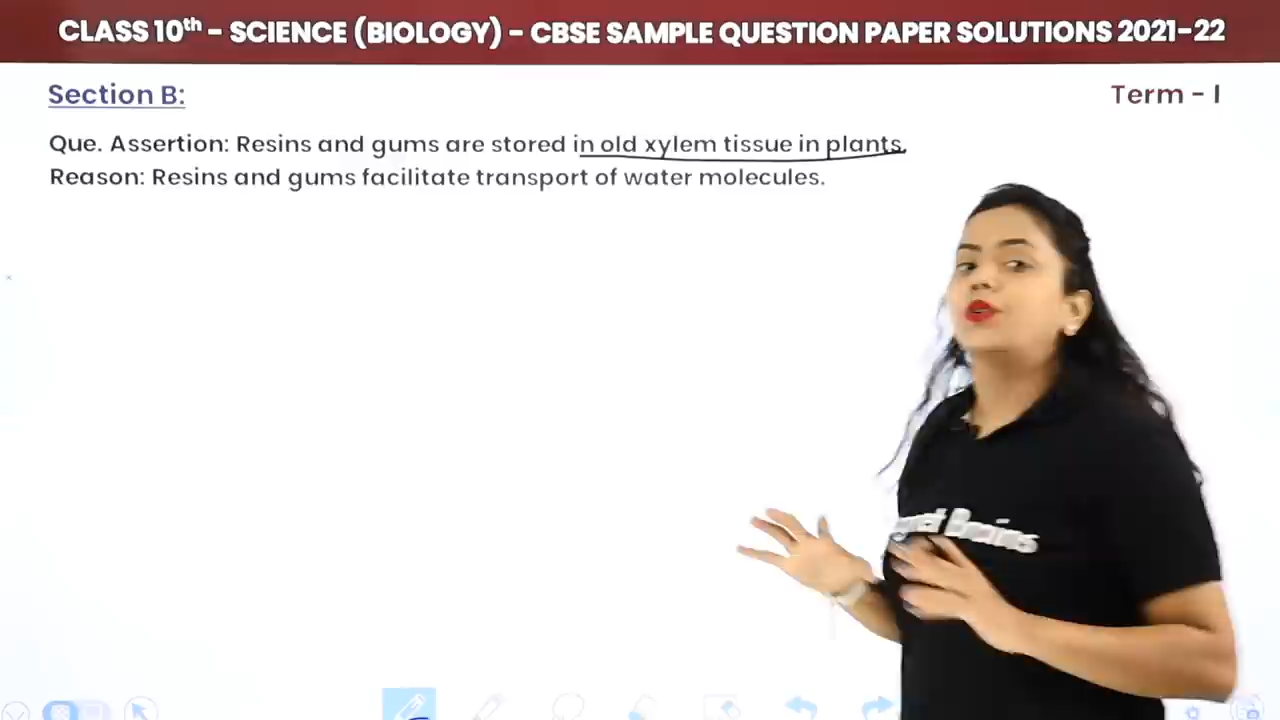 CLASS 10th – SCIENCE (BIOLOGY) – CBSE SAMPLE QUESTION PAPER SOLUTIONS 2021-22
Section B:
Term - I
Que. Assertion: Resins and gums are stored in old xylem tissue in plants.
Reason: Resins and gums facilitate transport of water molecules.
Brains